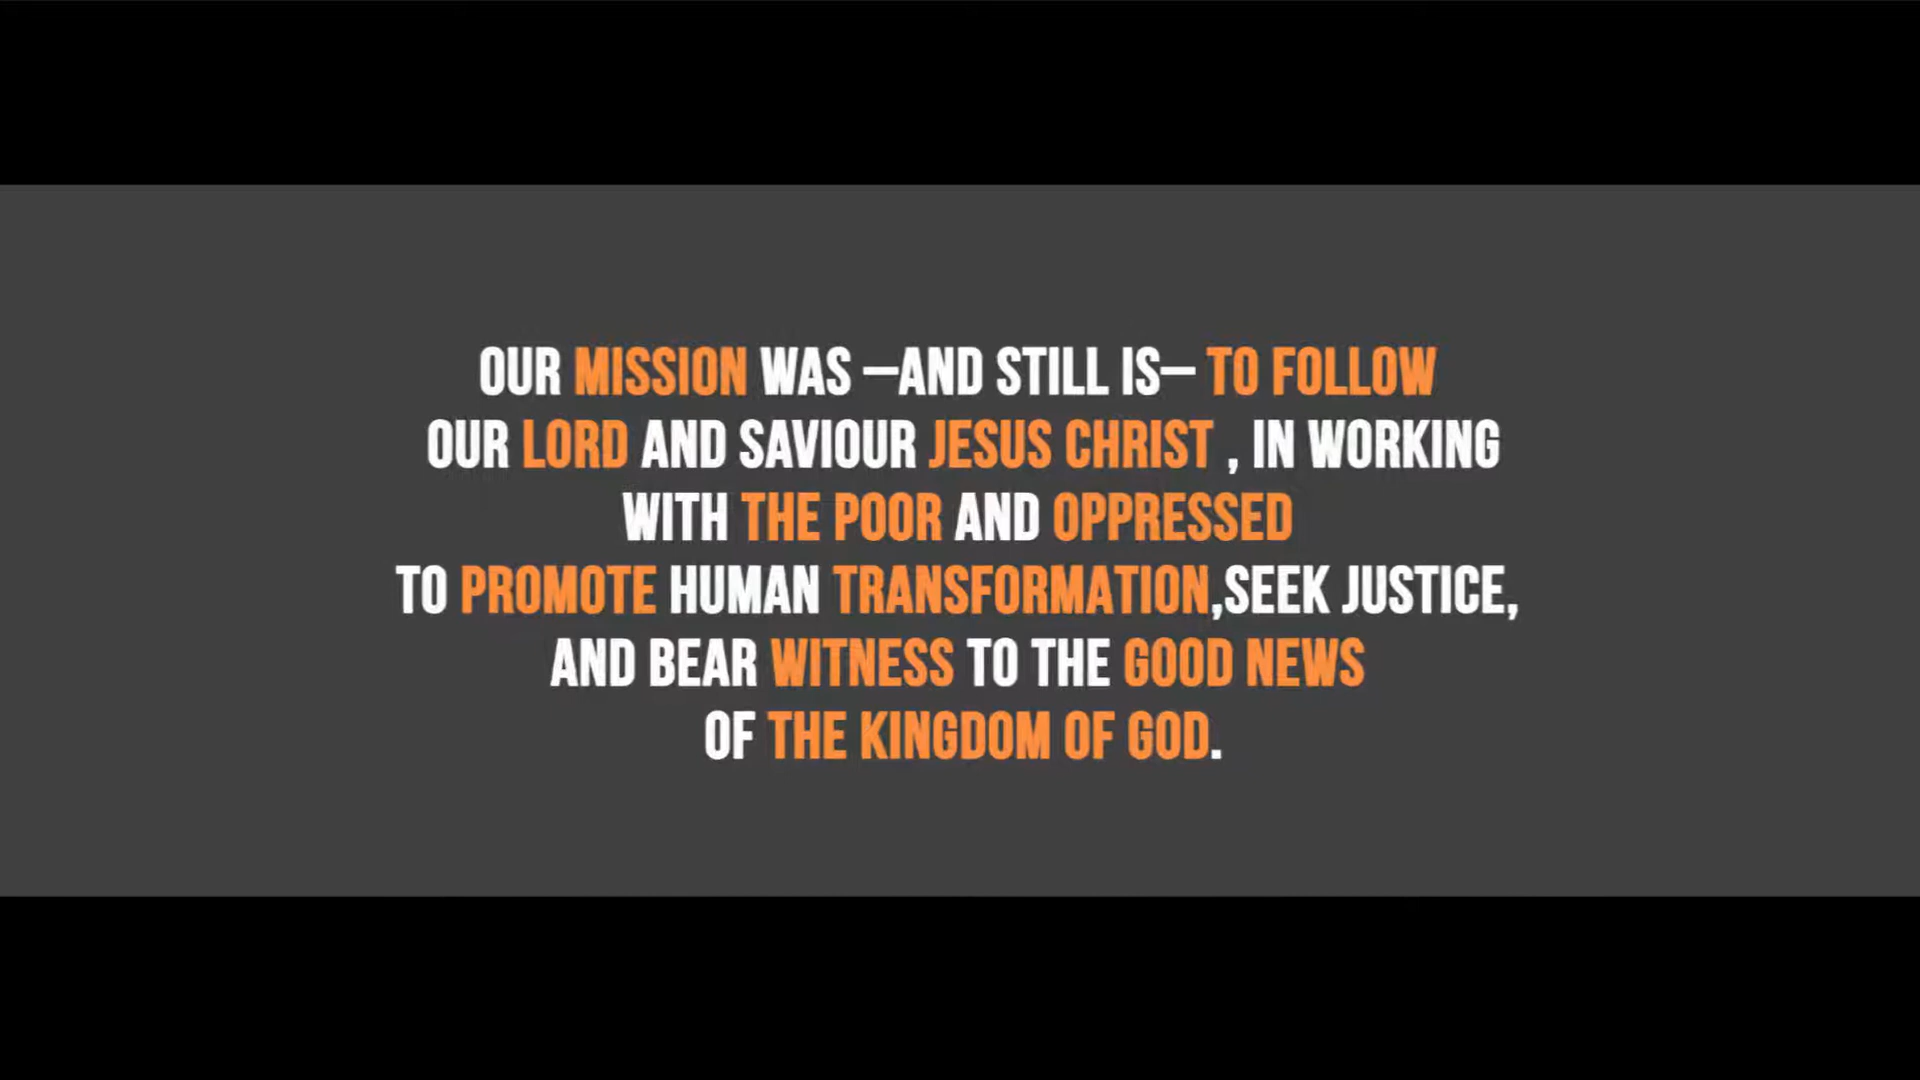 OUR MISSION WAS —AND STILL IS— TO FOLLOW
OUR LORD AND SAVIOUR JESUS CHRIST , IN WORKING
WITH THE POOR AND OPPRESSED
TO PROMOTE HUMAN TRANSFORMATION,SEEK JUSTICE,
AND BEAR WITNESS TO THE GOOD NEWS
OF THE KINGDOM OF GOD.